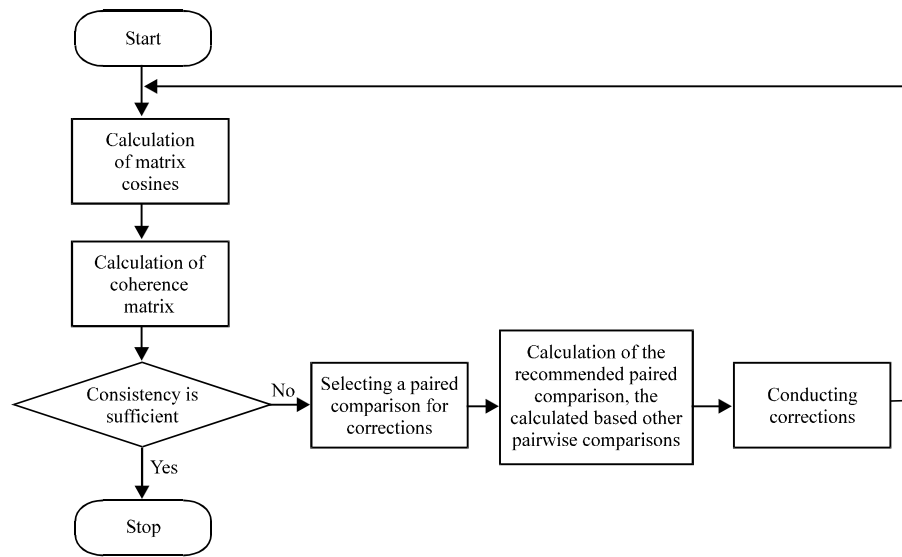 Start
Calculation
of matrix
cosines
Calculation of
coherence
matrix
Consistency is
sufficient
No
Selecting a paired
comparison for
corrections
Calculation of the
recommended paired
comparison, the
calculated based other
pairwise comparisons
Conducting
corrections
Yes
Stop